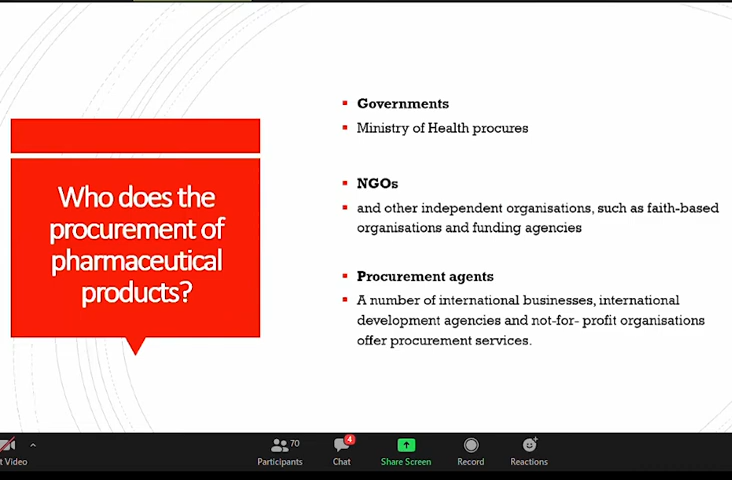 Who does the
procurement of
pharmaceutical
products?
Governments
Ministry of Health procures
NGOs
and other independent organisations, such as faith-based
organisations and funding agencies
Procurement agents
A number of international businesses, international
development agencies and not-for- profit organisations
offer procurement services.
t Video
70
Participants
4
Chat
Share Screen
Record
Reactions